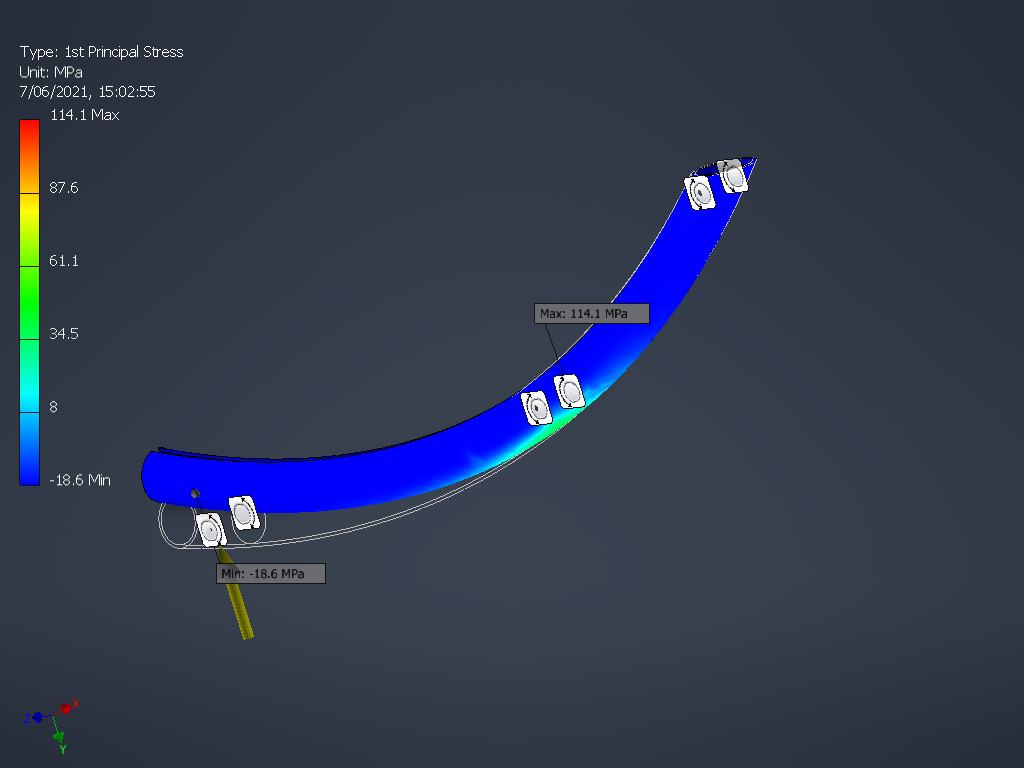 Type: 1st Principal Stress
Unit: MPa
7/06/2021, 15:02:55
114.1 Max
87.6
61.1
34.5
8
-18.6 Min
Max: 114.1 MPa
Min: -18.6 MPa
X
Z
Y